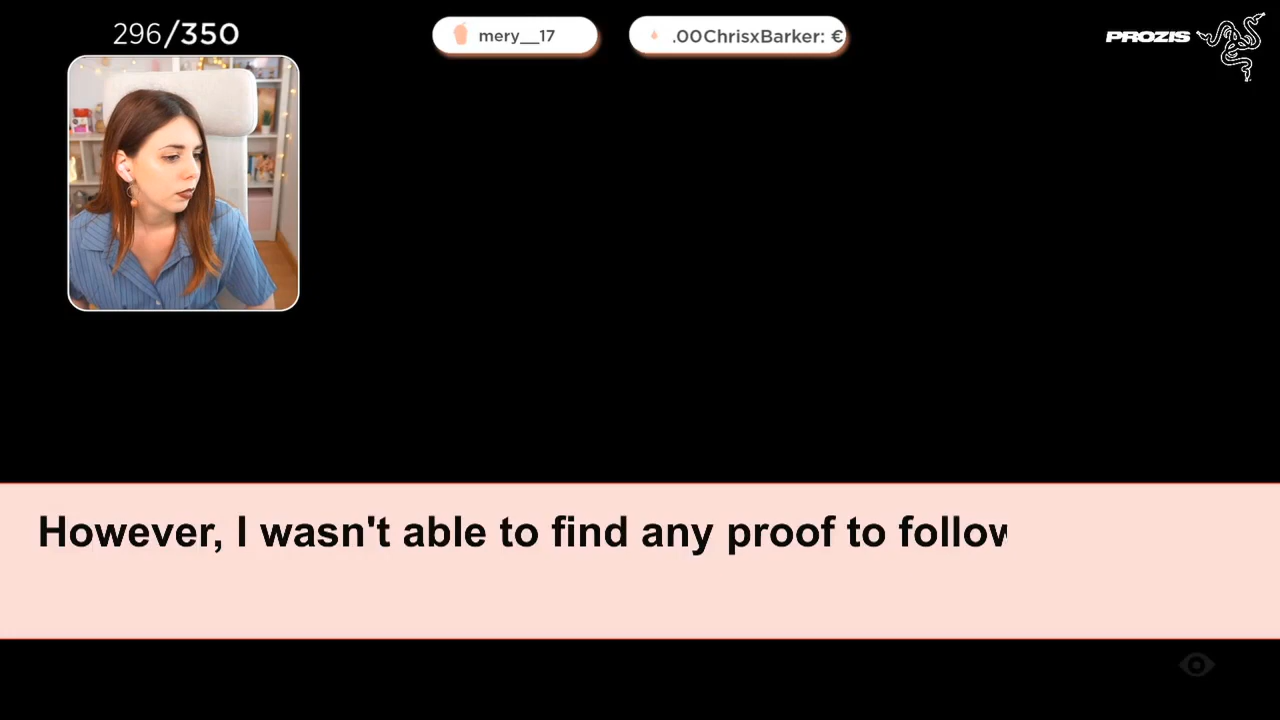 296/350
mery__17
.00ChrisxBarker: €
PROZIS
However, I wasn't able to find any proof to follow